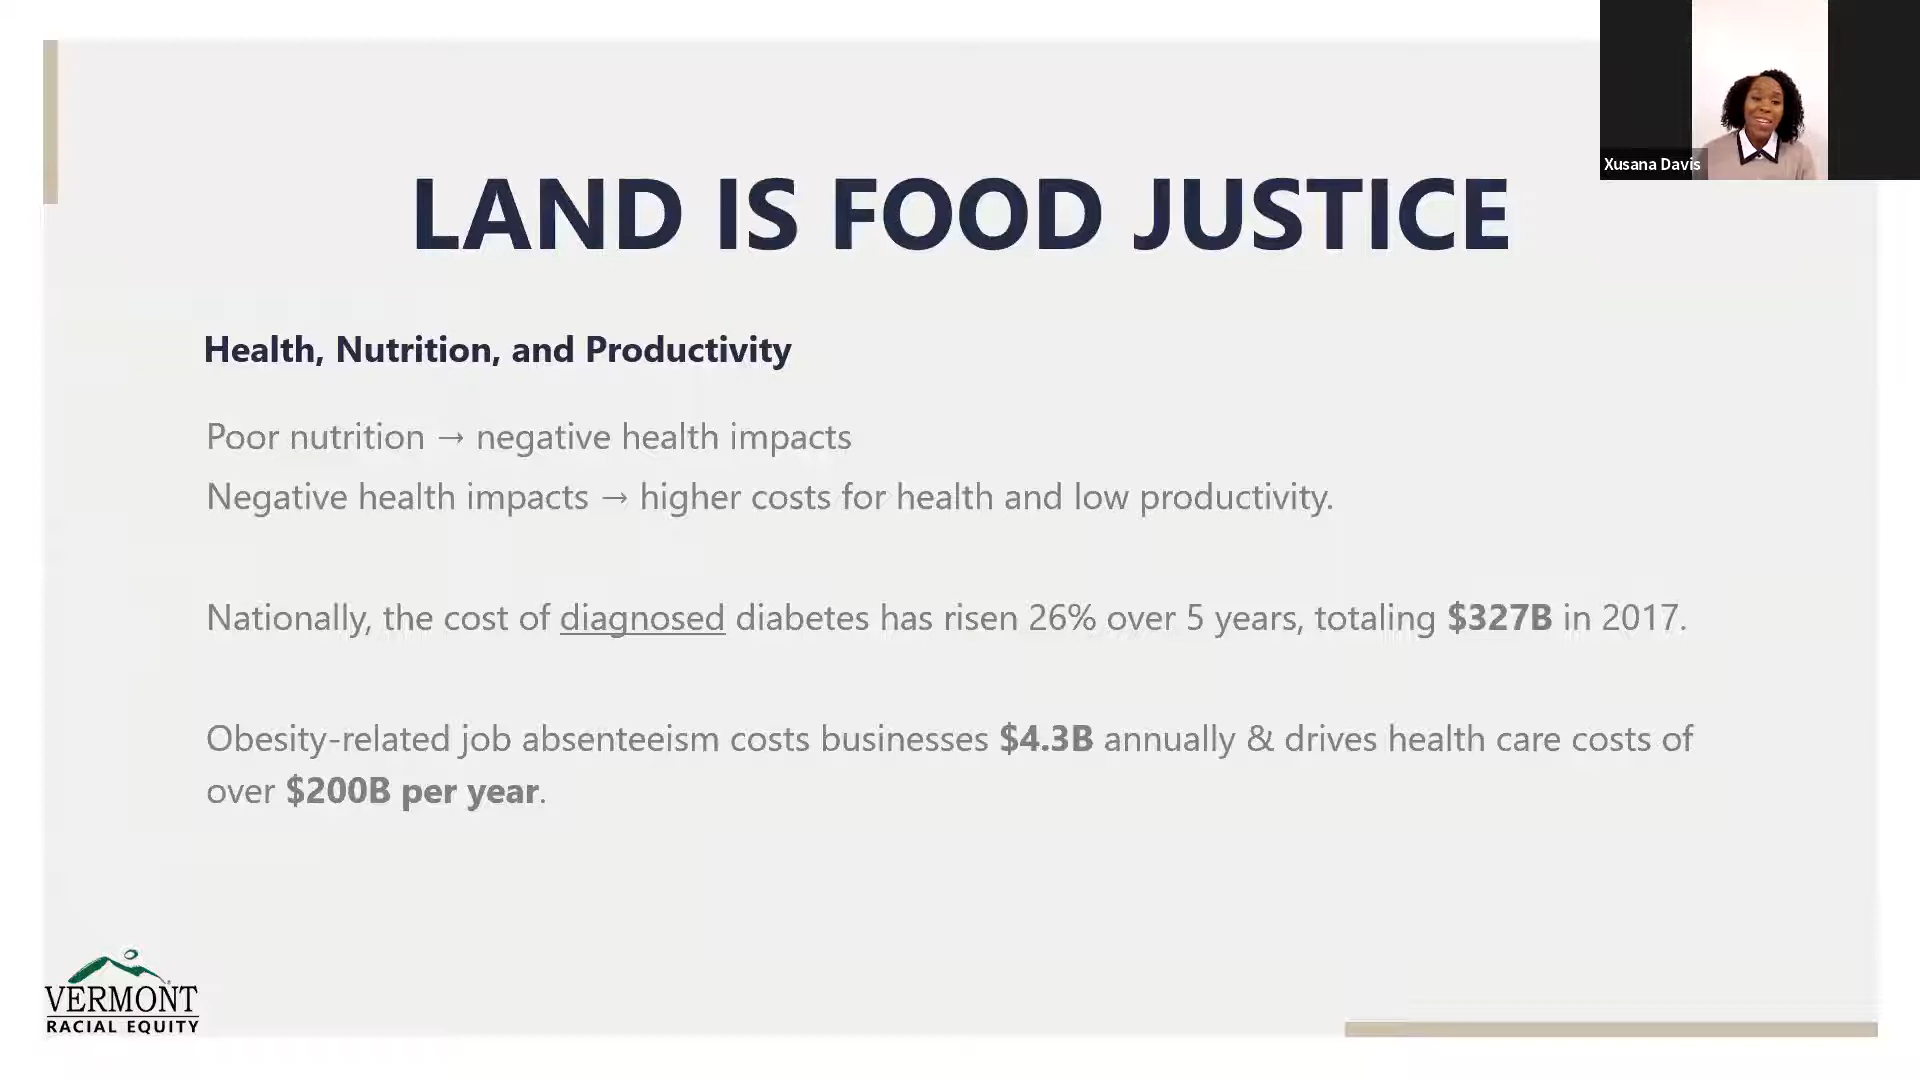 Xusana Davis
LAND IS FOOD JUSTICE
Health, Nutrition, and Productivity
Poor nutrition → negative health impacts
Negative health impacts → higher costs for health and low productivity.
Nationally, the cost of diagnosed diabetes has risen 26% over 5 years, totaling $327B in 2017.
Obesity-related job absenteeism costs businesses $4.3B annually & drives health care costs of
over $200B per year.
VERMONT
RACIAL EQUITY